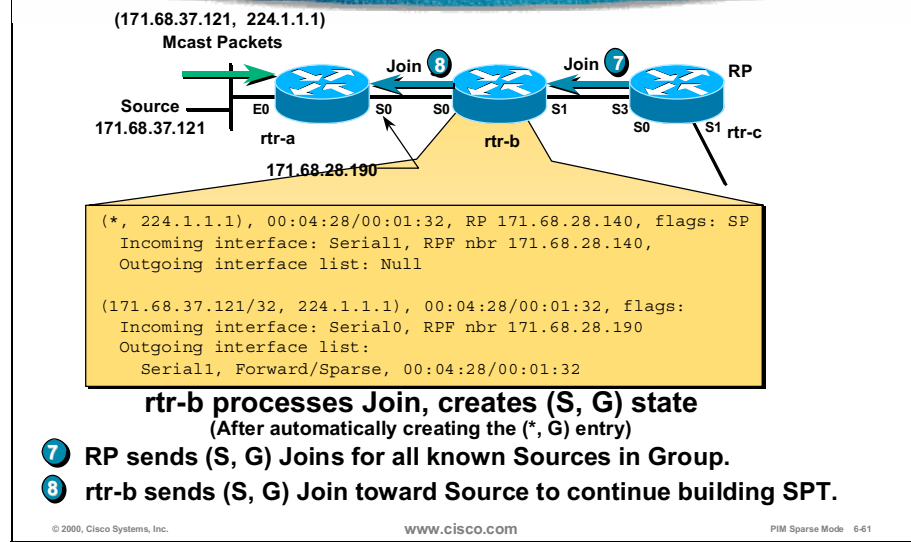 (171.68.37.121, 224.1.1.1)
Mcast Packets
Join 8
Join 7
RP
Source
171.68.37.121
E0
S0
S0
S1
S3
S0
S1
rtr-a
rtr-b
rtr-c
171.68.28.190
(*, 224.1.1.1), 00:04:28/00:01:32, RP 171.68.28.140, flags: SP
Incoming interface: Serial1, RPF nbr 171.68.28.140,
Outgoing interface list: Null
(171.68.37.121/32, 224.1.1.1), 00:04:28/00:01:32, flags:
Incoming interface: Serial0, RPF nbr 171.68.28.190
Outgoing interface list:
Serial1, Forward/Sparse, 00:04:28/00:01:32
rtr-b processes Join, creates (S, G) state
(After automatically creating the (*, G) entry)
7 RP sends (S, G) Joins for all known Sources in Group.
8 rtr-b sends (S, G) Join toward Source to continue building SPT.
© 2000, Cisco Systems, Inc. www.cisco.com PIM Sparse Mode 6-61